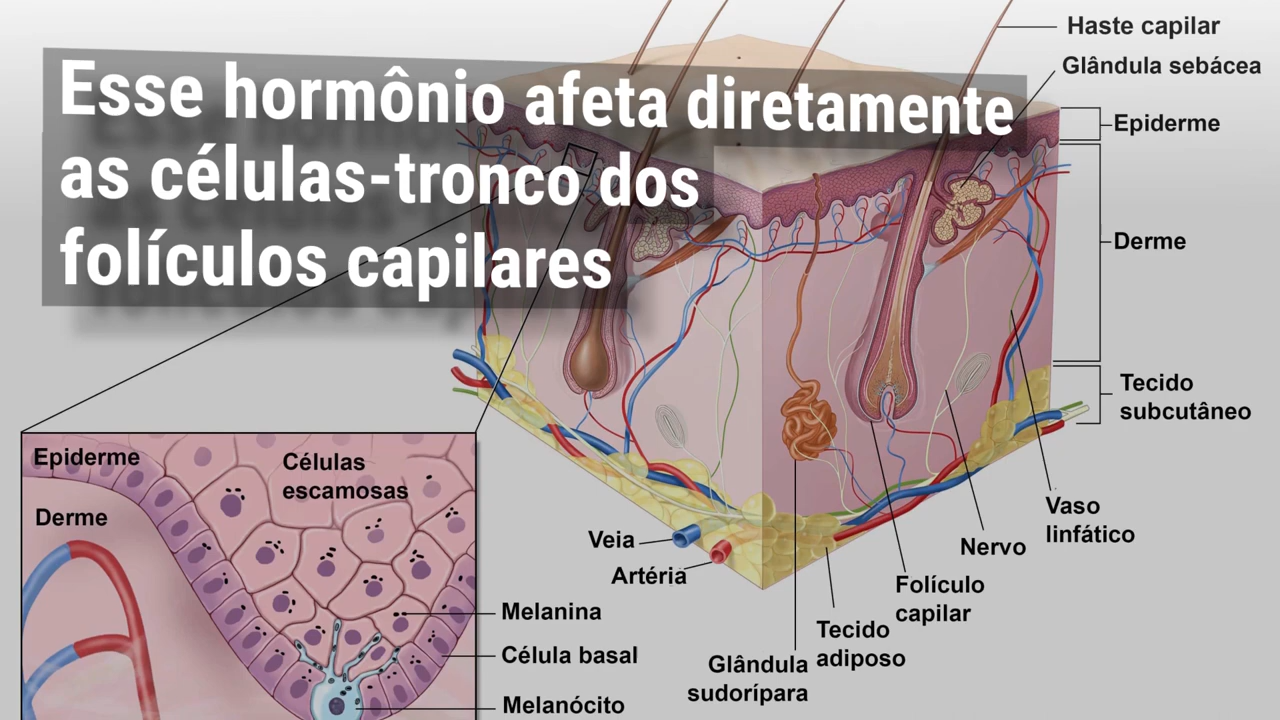 Esse hormônio afeta diretamente
as células-tronco dos
folículos capilares
Haste capilar
Glândula sebácea
Epiderme
Derme
Tecido
subcutâneo
Vaso
linfático
Nervo
Folículo
capilar
Tecido
adiposo
Glândula
sudorípara
Veia
Artéria
Epiderme
Derme
Células
escamosas
Melanina
Célula basal
Melanócito